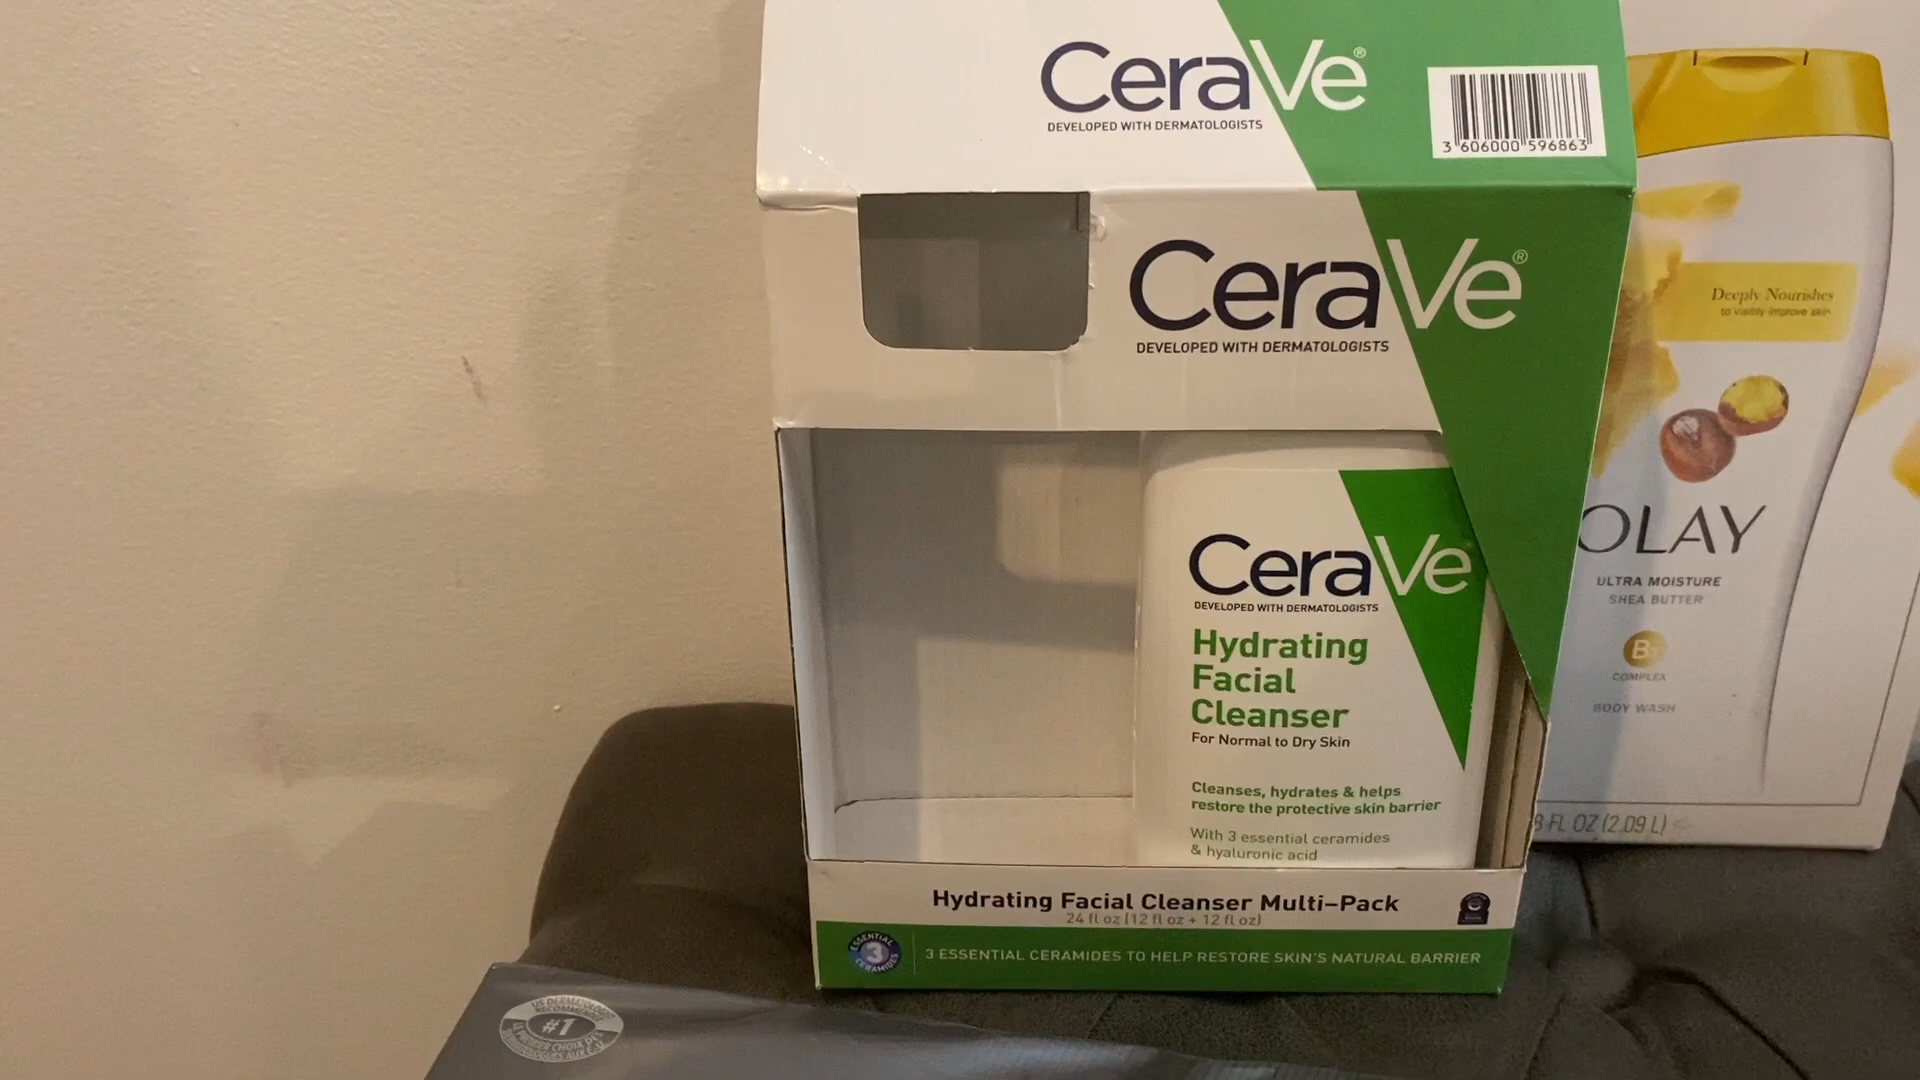 CeraVe®
DEVELOPED WITH DERMATOLOGISTS
3 606000 596863
CeraVe®
DEVELOPED WITH DERMATOLOGISTS
CeraVe
DEVELOPED WITH DERMATOLOGISTS
Hydrating
Facial
Cleanser
For Normal to Dry Skin
Cleanses, hydrates & helps
restore the protective skin barrier
With 3 essential ceramides
& hyaluronic acid
Hydrating Facial Cleanser Multi-Pack
24 fl oz (12 fl oz + 12 fl oz)
ESSENTIAL
3
CERAMIDES
3 ESSENTIAL CERAMIDES TO HELP RESTORE SKIN'S NATURAL BARRIER
Deeply Nourishes
to visibly improve skin
OLAY
ULTRA MOISTURE
SHEA BUTTER
COMPLEX
BODY WASH
FL OZ (2.09 L)
US DERMATOLOGIST
RECOMMENDED
#1